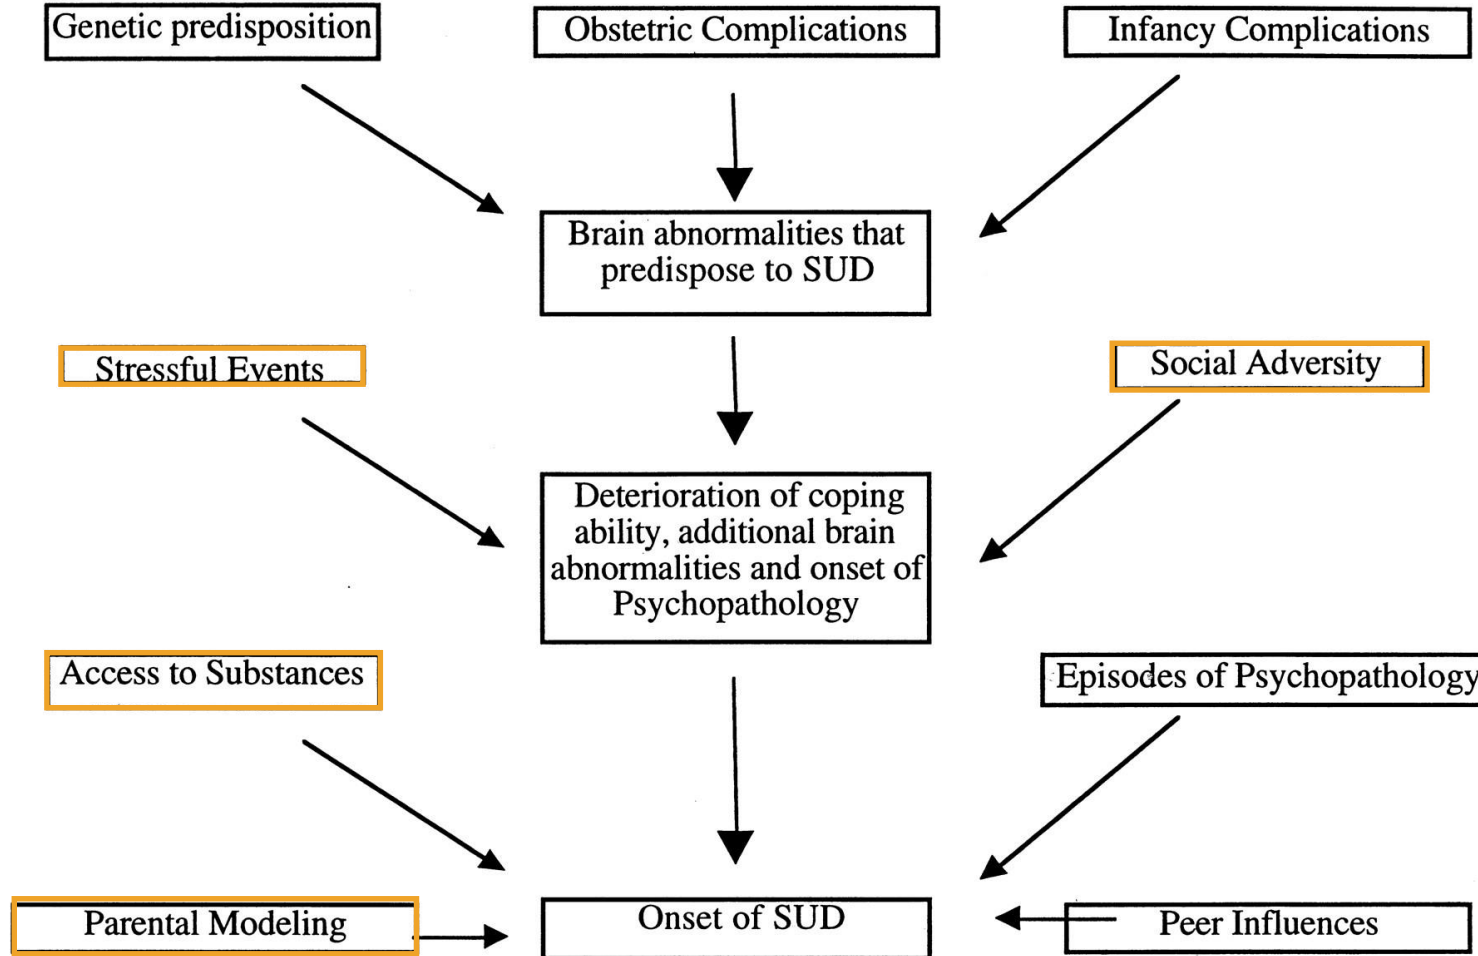 Genetic predisposition
Obstetric Complications
Infancy Complications
Brain abnormalities that
predispose to SUD
Stressful Events
Social Adversity
Deterioration of coping
ability, additional brain
abnormalities and onset of
Psychopathology
Access to Substances
Episodes of Psychopathology
Parental Modeling
Onset of SUD
Peer Influences